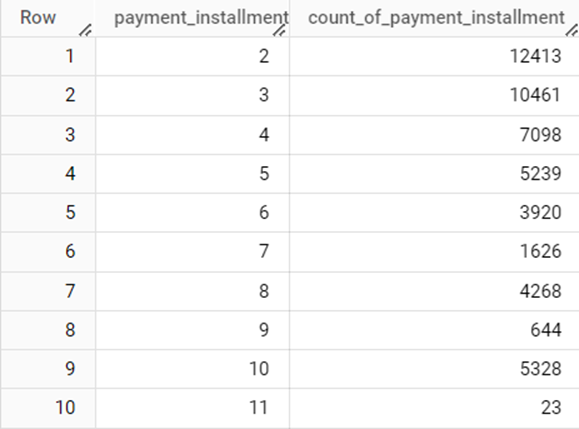 Row payment_installment count_of_payment_installment
1 2 12413
2 3 10461
3 4 7098
4 5 5239
5 6 3920
6 7 1626
7 8 4268
8 9 644
9 10 5328
10 11 23